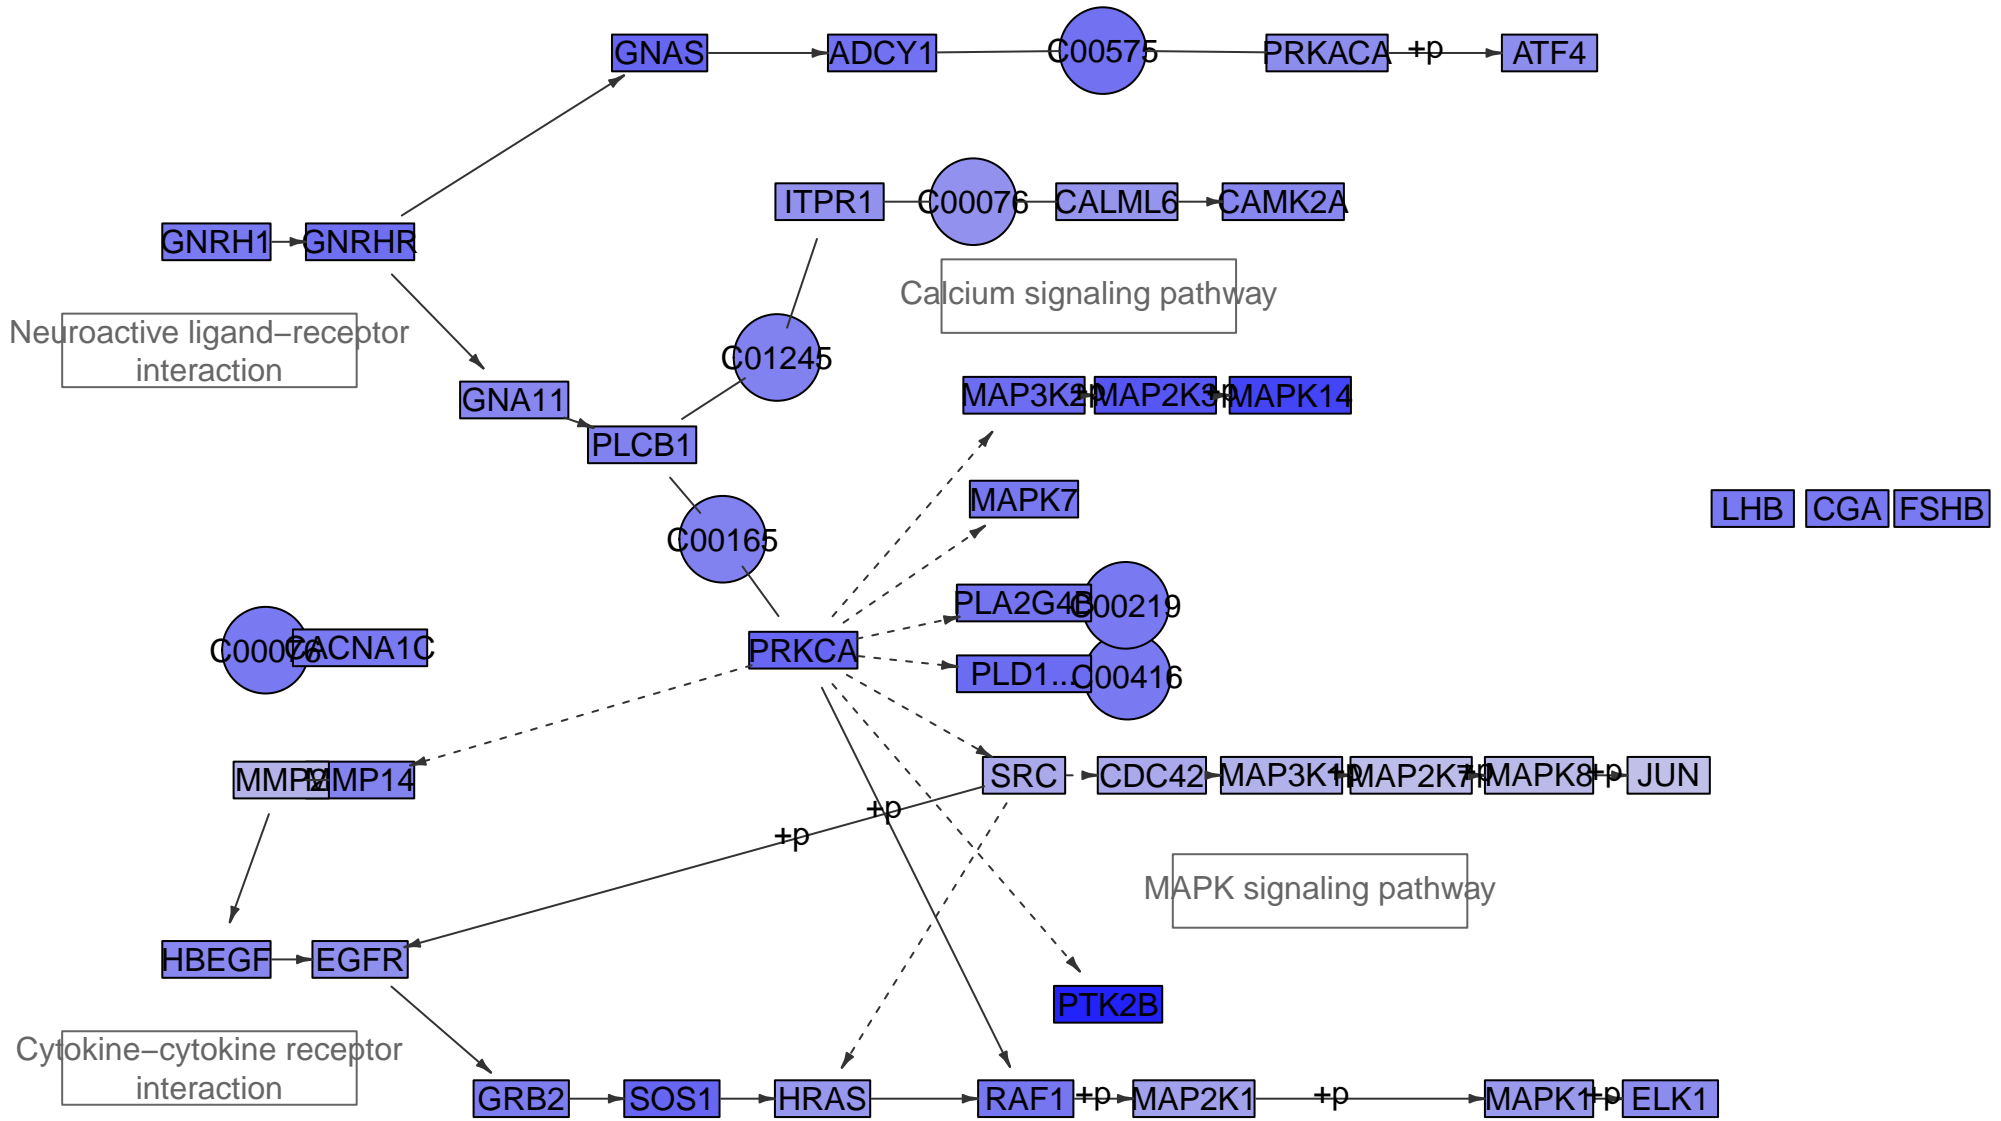 GNAS
ADCY1
C00575
PRKACA
+p
ATF4
ITPR1
C00076
CALML6
CAMK2A
GNRH1
GNRHR
Calcium signaling pathway
Neuroactive ligand–receptor
interaction
C01245
GNA11
PLCB1
MAP3K2
+p
MAP2K3
+p
MAPK14
MAPK7
LHB
CGA
FSHB
C00165
PLA2G4B
C00219
C00076
CACNA1C
PRKCA
PLD1...
C00416
MMP2
MMP14
SRC
CDC42
MAP3K1
+p
MAP2K7
+p
MAPK8
+p
JUN
+p
+p
MAPK signaling pathway
HBEGF
EGFR
PTK2B
Cytokine–cytokine receptor
interaction
GRB2
SOS1
HRAS
RAF1
+p
MAP2K1
+p
MAPK1
+p
ELK1